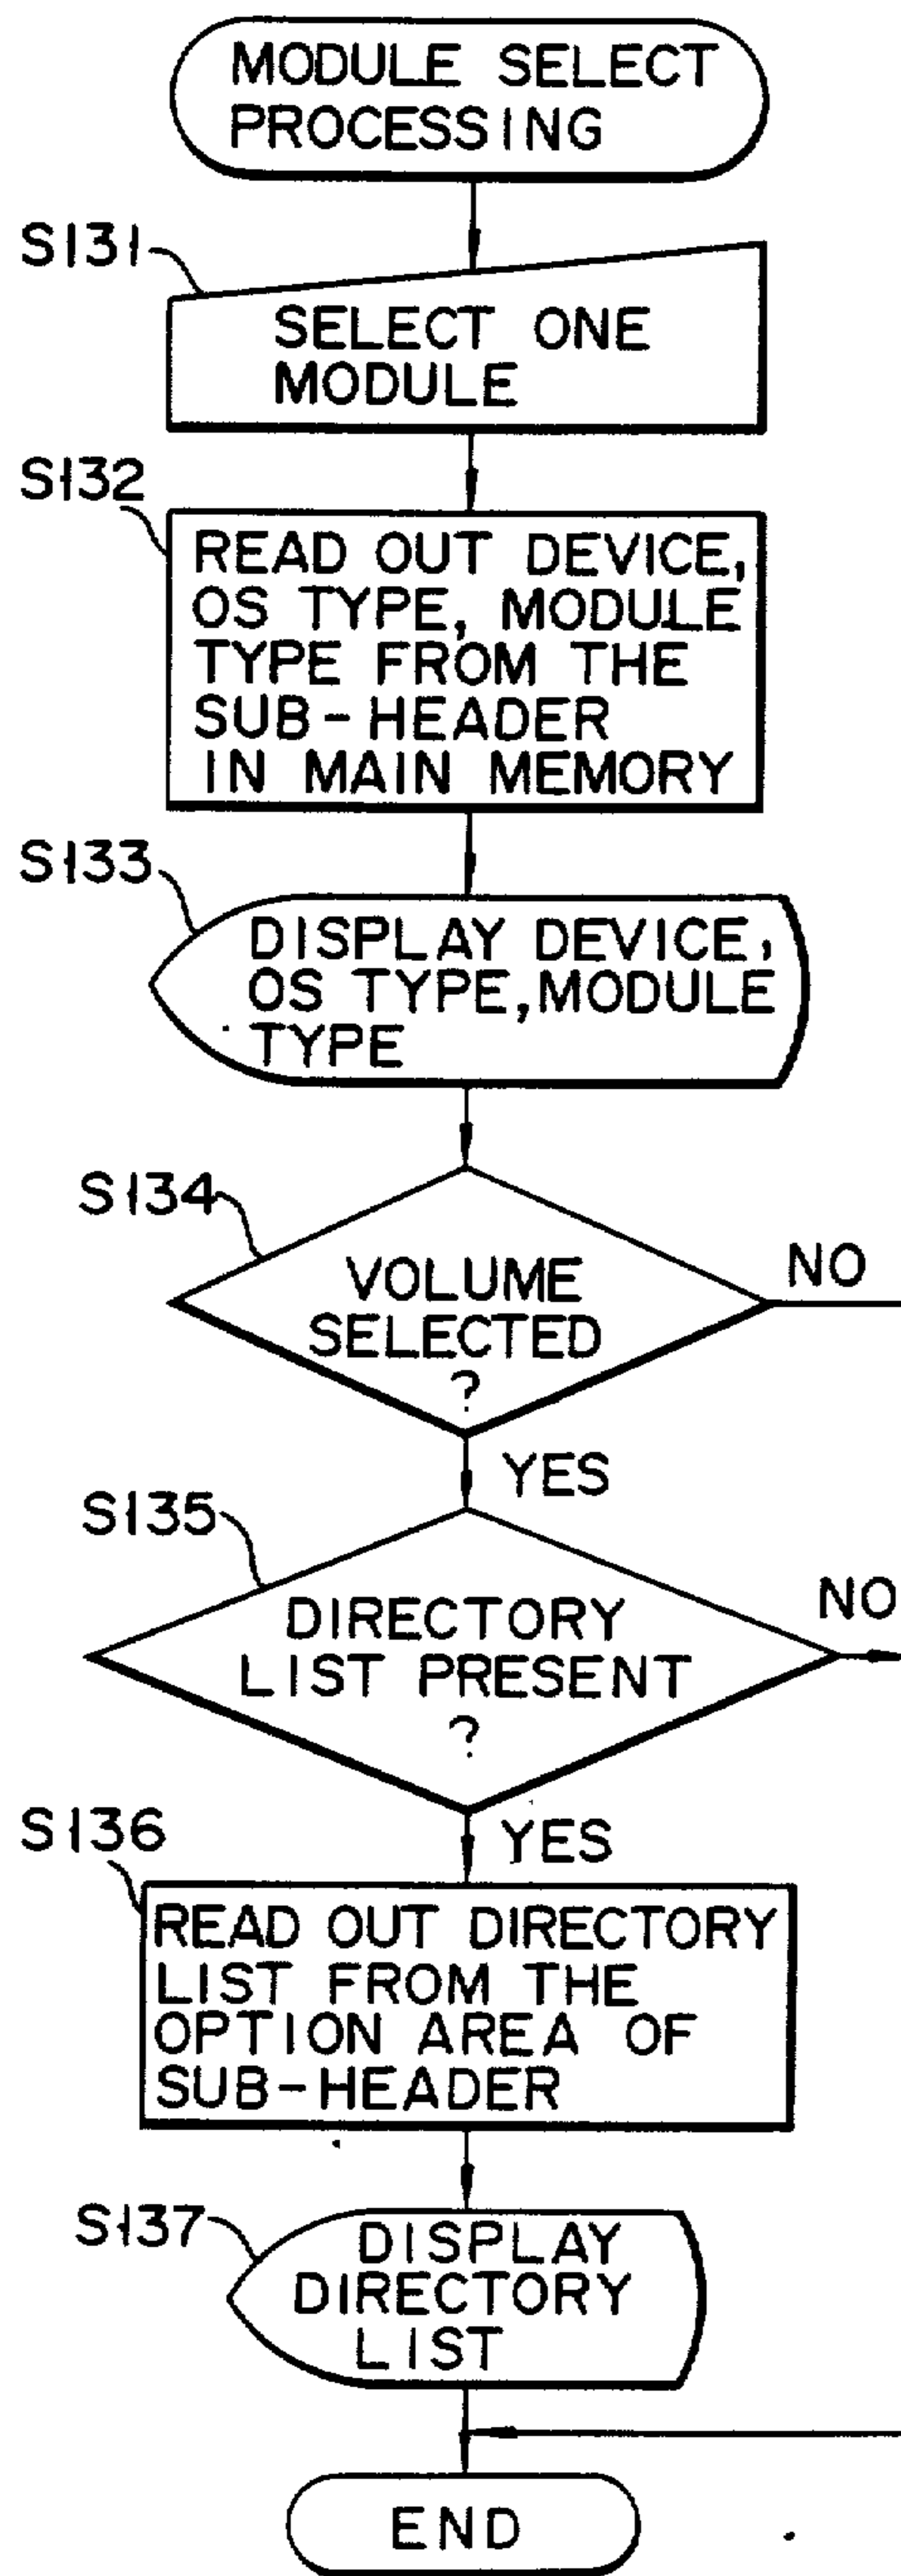 MODULE SELECT
PROCESSING
S131
SELECT ONE
MODULE
S132
READ OUT DEVICE,
OS TYPE, MODULE
TYPE FROM THE
SUB-HEADER
IN MAIN MEMORY
S133
DISPLAY DEVICE,
OS TYPE, MODULE
TYPE
S134
VOLUME
SELECTED
?
NO
YES
S135
DIRECTORY
LIST PRESENT
?
NO
YES
S136
READ OUT DIRECTORY
LIST FROM THE
OPTION AREA OF
SUB-HEADER
S137
DISPLAY
DIRECTORY
LIST
END